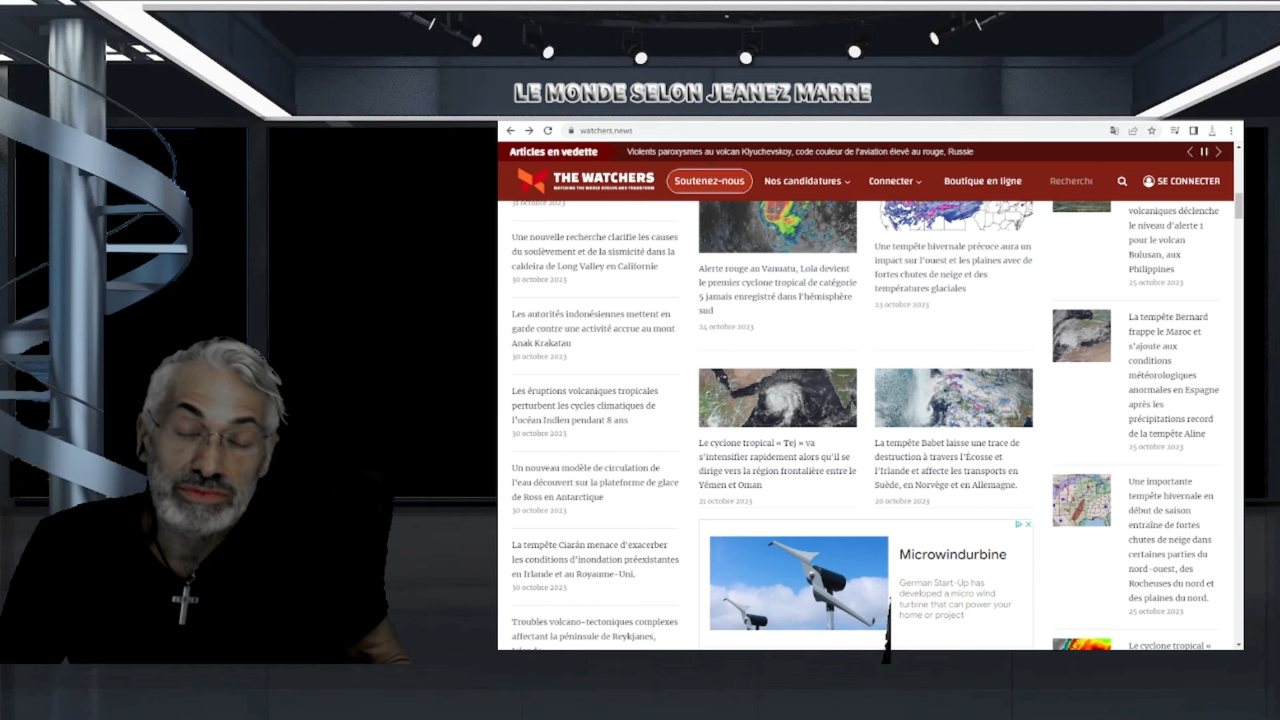 LE MONDE SELON JEANEZ MARRE
watchers.news
Articles en vedette
Violents paroxysmes au volcan Klyuchevskoy, code couleur de l'aviation élevé au rouge, Russie
THE WATCHERS
WATCHING THE WORLD EVOLVE AND TRANSFORM
Soutenez-nous
Nos candidatures
Connecter
Boutique en ligne
Recherche
SE CONNECTER
31 octobre 2023
Une nouvelle recherche clarifie les causes
du soulèvement et de la sismicité dans la
caldeira de Long Valley en Californie
30 octobre 2023
Les autorités indonésiennes mettent en
garde contre une activité accrue au mont
Anak Krakatau
30 octobre 2023
Les éruptions volcaniques tropicales
perturbent les cycles climatiques de
l'océan Indien pendant 8 ans
30 octobre 2023
Un nouveau modèle de circulation de
l'eau découvert sur la plateforme de glace
de Ross en Antarctique
30 octobre 2023
La tempête Ciarán menace d'exacerber
les conditions d'inondation préexistantes
en Irlande et au Royaume-Uni.
30 octobre 2023
Troubles volcano-tectoniques complexes
affectant la péninsule de Reykjanes,
Alerte rouge au Vanuatu, Lola devient
le premier cyclone tropical de catégorie
5 jamais enregistré dans l'hémisphère
sud
24 octobre 2023
Une tempête hivernale précoce aura un
impact sur l'ouest et les plaines avec de
fortes chutes de neige et des
températures glaciales
23 octobre 2023
Le cyclone tropical « Tej » va
s'intensifier rapidement alors qu'il se
dirige vers la région frontalière entre le
Yémen et Oman
21 octobre 2023
La tempête Babet laisse une trace de
destruction à travers l'Écosse et
l'Irlande et affecte les transports en
Suède, en Norvège et en Allemagne.
20 octobre 2023
Microwindurbine
German Start-Up has
developed a micro wind
turbine that can power your
home or project
volcaniques déclenche
le niveau d'alerte 1
pour le volcan
Bulusan, aux
Philippines
25 octobre 2023
La tempête Bernard
frappe le Maroc et
s'ajoute aux
conditions
météorologiques
anormales en Espagne
après les
précipitations record
de la tempête Aline
25 octobre 2023
Une importante
tempête hivernale en
début de saison
entraîne de fortes
chutes de neige dans
certaines parties du
nord-ouest, des
Rocheuses du nord et
des plaines du nord.
25 octobre 2023
Le cyclone tropical «